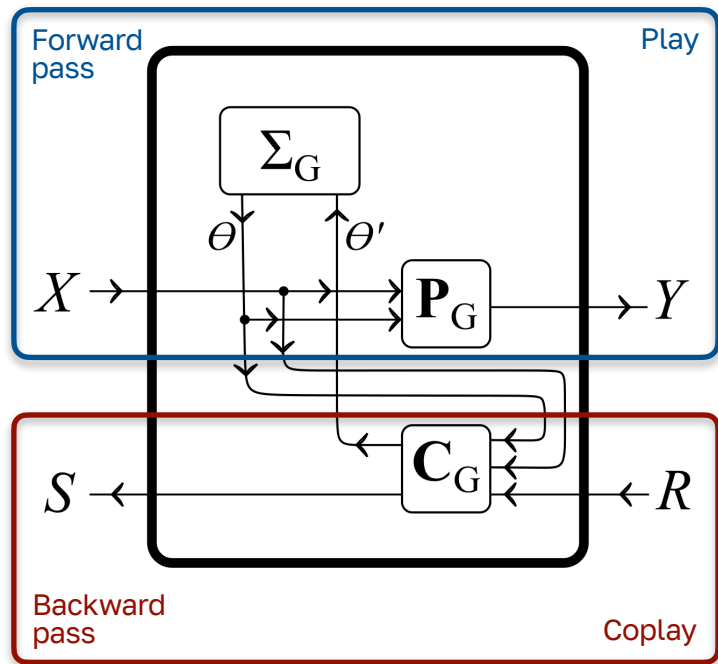 Forward
pass
Play
Σ_G
θ
θ′
X
P_G
Y
C_G
S
R
Backward
pass
Coplay